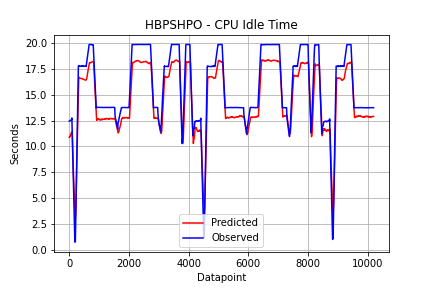 HBPSHPO - CPU Idle Time
20.0
17.5
15.0
12.5
10.0
7.5
5.0
2.5
0.0
Seconds
Predicted
Observed
0 2000 4000 6000 8000 10000
Datapoint